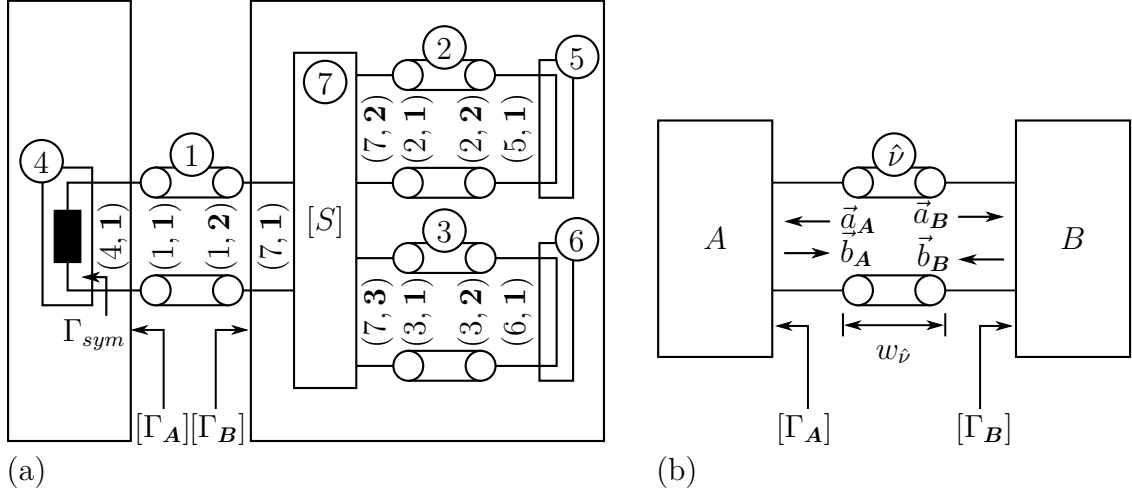 2
5
7
(7, 2)
(2, 1)
(2, 2)
(5, 1)
4
1
(4, 1)
(1, 1)
(1, 2)
(7, 1)
[S]
3
6
(7, 3)
(3, 1)
(3, 2)
(6, 1)
Γsym
[ΓA][ΓB]
(a)
ν̂
A
B
a⃗A
a⃗B
b⃗A
b⃗B
wν̂
[ΓA]
[ΓB]
(b)